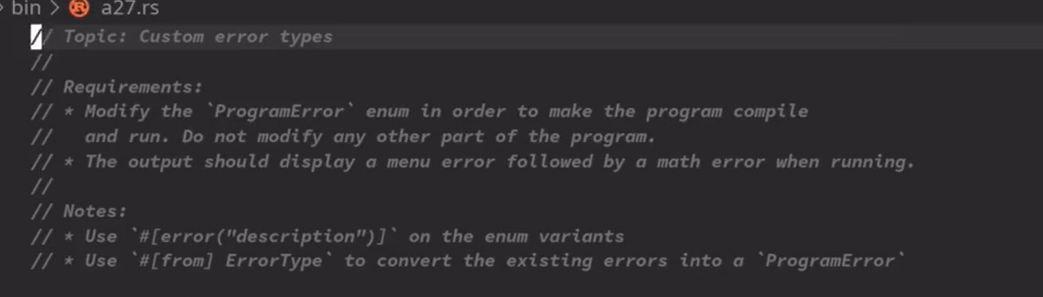 > bin > a27.rs
// Topic: Custom error types
//
// Requirements:
// * Modify the `ProgramError` enum in order to make the program compile
//   and run. Do not modify any other part of the program.
// * The output should display a menu error followed by a math error when running.
//
// Notes:
// * Use `#[error("description")]` on the enum variants
// * Use `#[from] ErrorType` to convert the existing errors into a `ProgramError`